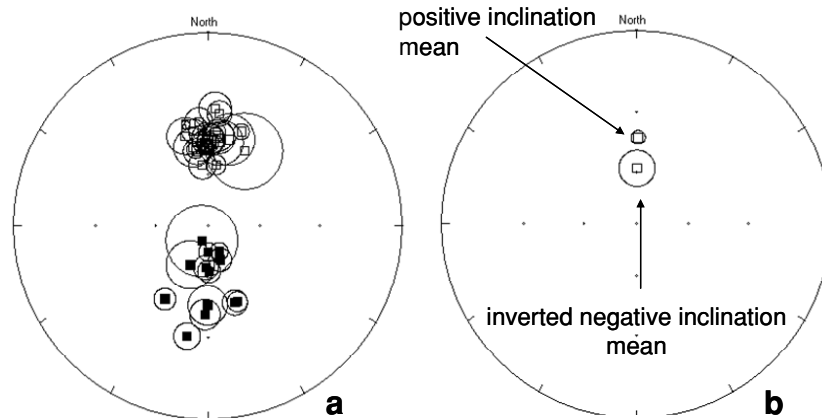 North
a
positive inclination
mean
North
inverted negative inclination
mean
b